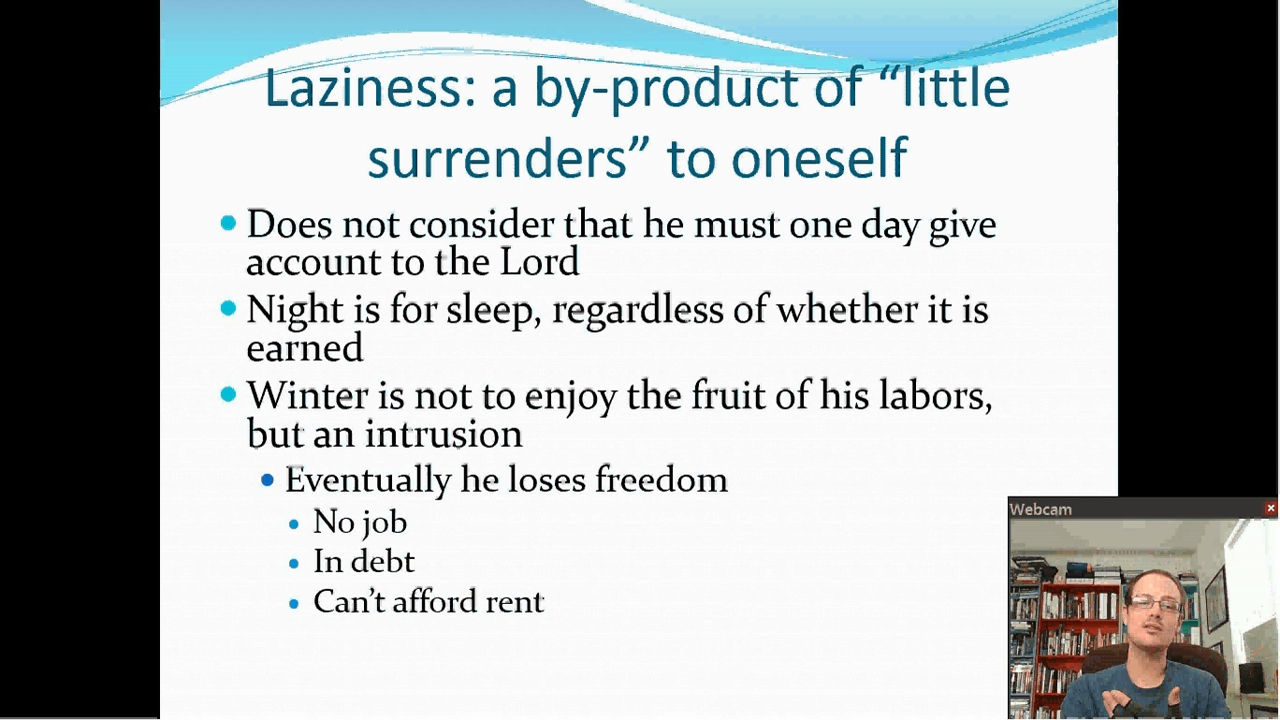 Laziness: a by-product of “little
surrenders” to oneself
Does not consider that he must one day give
account to the Lord
Night is for sleep, regardless of whether it is
earned
Winter is not to enjoy the fruit of his labors,
but an intrusion
Eventually he loses freedom
No job
In debt
Can’t afford rent
Webcam